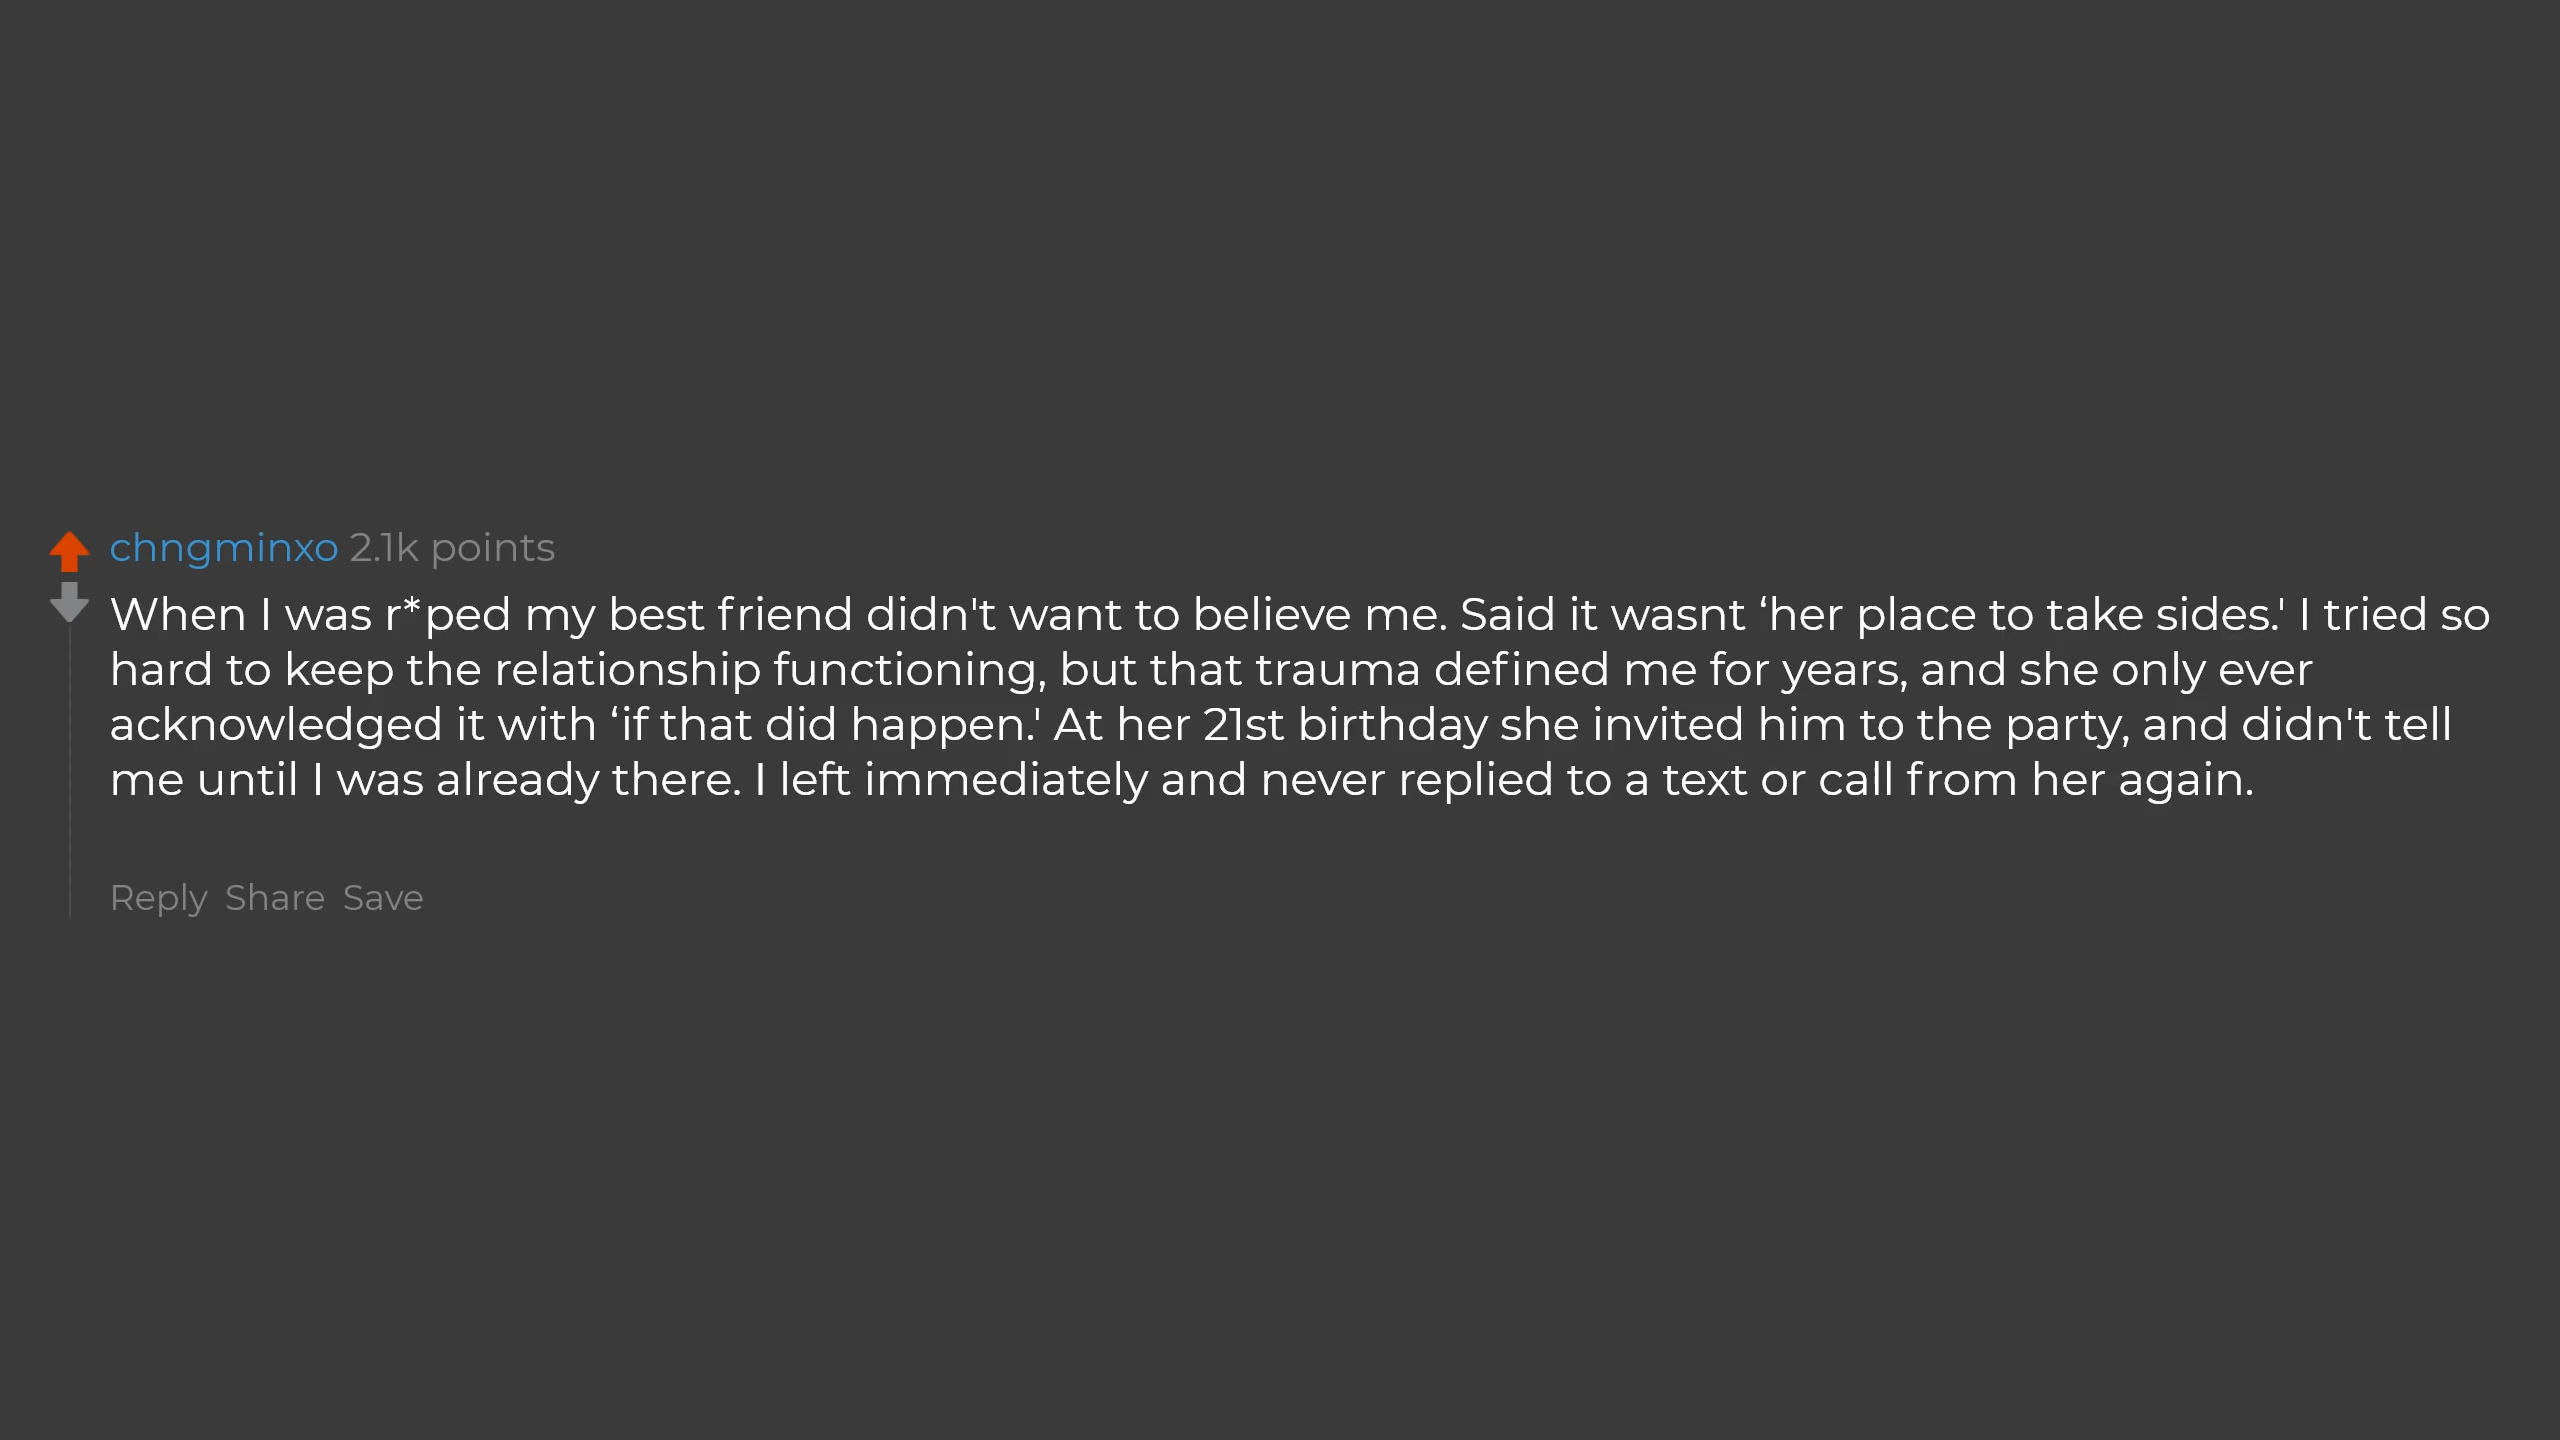 chngminxo 2.1k points
When I was r*ped my best friend didn't want to believe me. Said it wasnt ‘her place to take sides.' I tried so
hard to keep the relationship functioning, but that trauma defined me for years, and she only ever
acknowledged it with ‘if that did happen.' At her 21st birthday she invited him to the party, and didn't tell
me until I was already there. I left immediately and never replied to a text or call from her again.
Reply Share Save